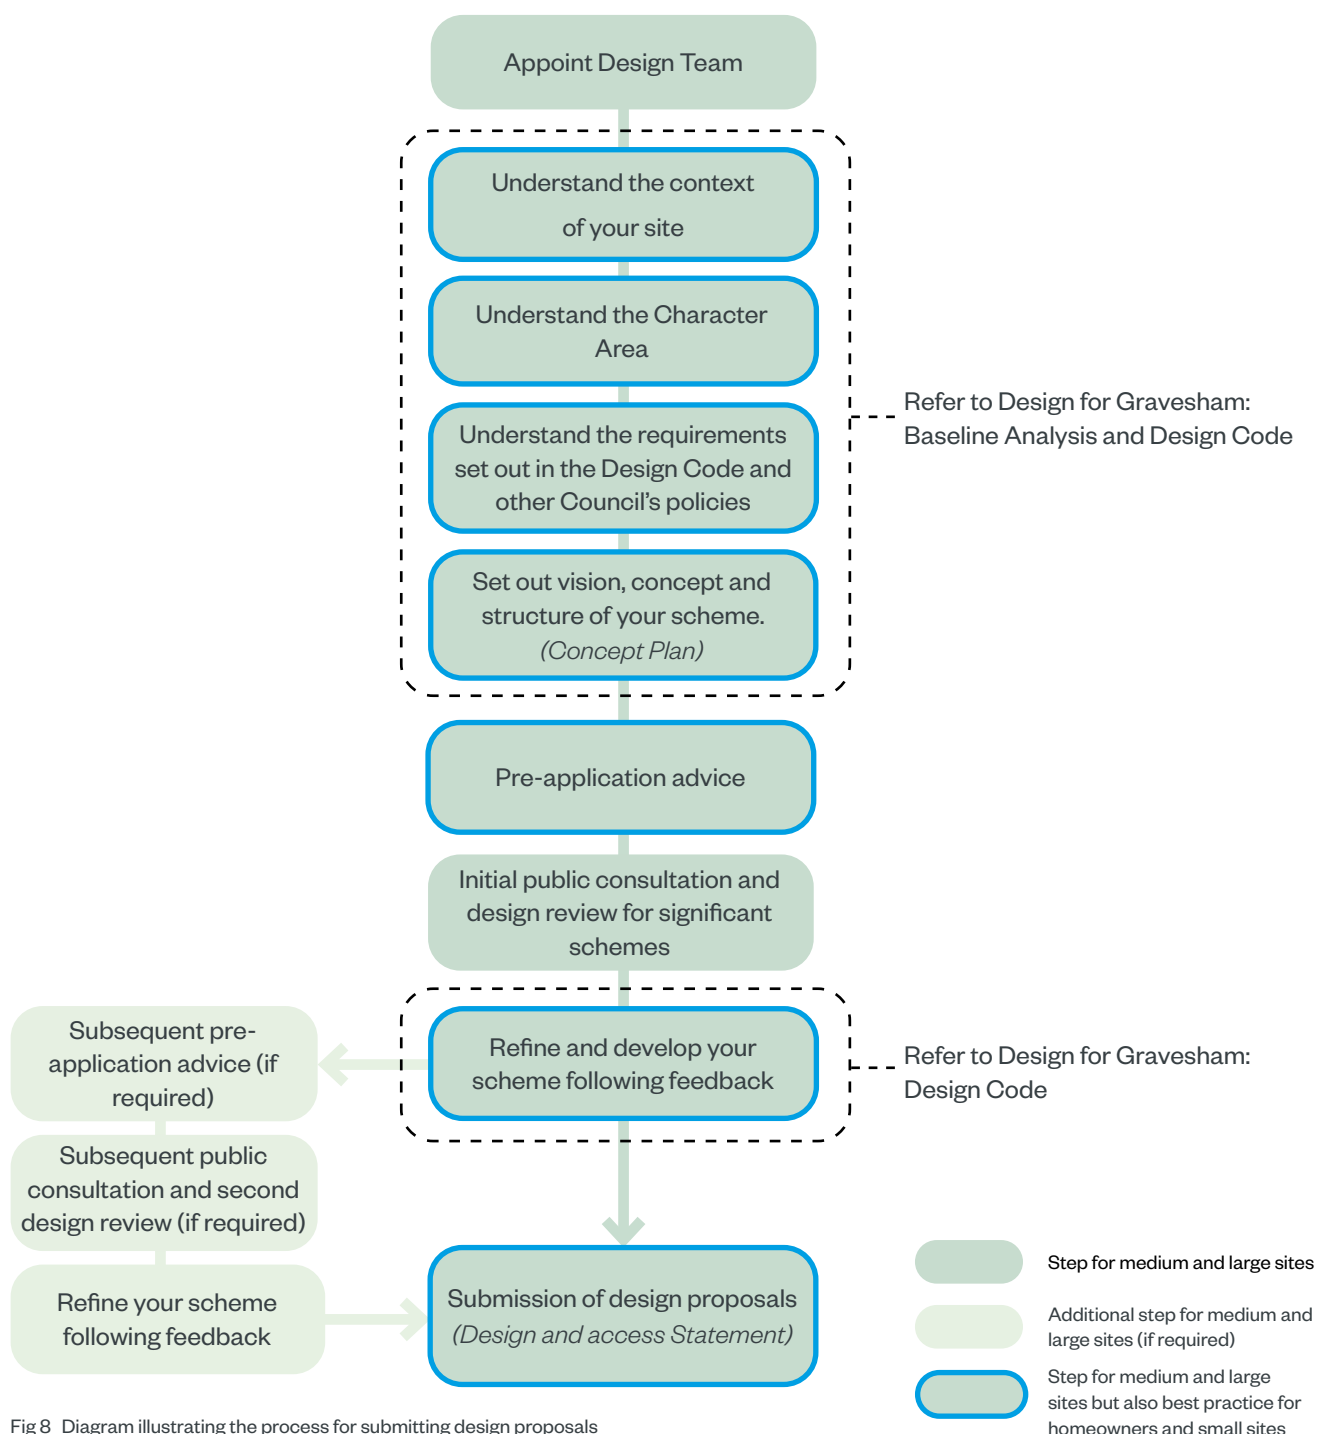 Appoint Design Team
Understand the context
of your site
Understand the Character
Area
Understand the requirements
set out in the Design Code and
other Council's policies
Set out vision, concept and
structure of your scheme.
(Concept Plan)
Refer to Design for Gravesham:
Baseline Analysis and Design Code
Pre-application advice
Initial public consultation and
design review for significant
schemes
Refine and develop your
scheme following feedback
Refer to Design for Gravesham:
Design Code
Subsequent pre-
application advice (if
required)
Subsequent public
consultation and second
design review (if required)
Refine your scheme
following feedback
Submission of design proposals
(Design and access Statement)
Step for medium and large sites
Additional step for medium and
large sites (if required)
Step for medium and large
sites but also best practice for
homeowners and small sites
Fig 8 Diagram illustrating the process for submitting design proposals